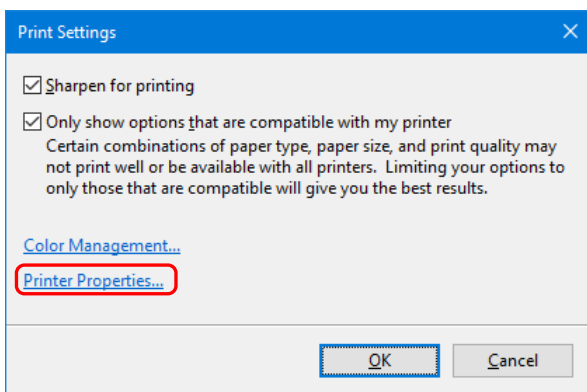 Print Settings
Sharpen for printing
Only show options that are compatible with my printer
Certain combinations of paper type, paper size, and print quality may
not print well or be available with all printers.  Limiting your options to
only those that are compatible will give you the best results.
Color Management...
Printer Properties...
OK
Cancel